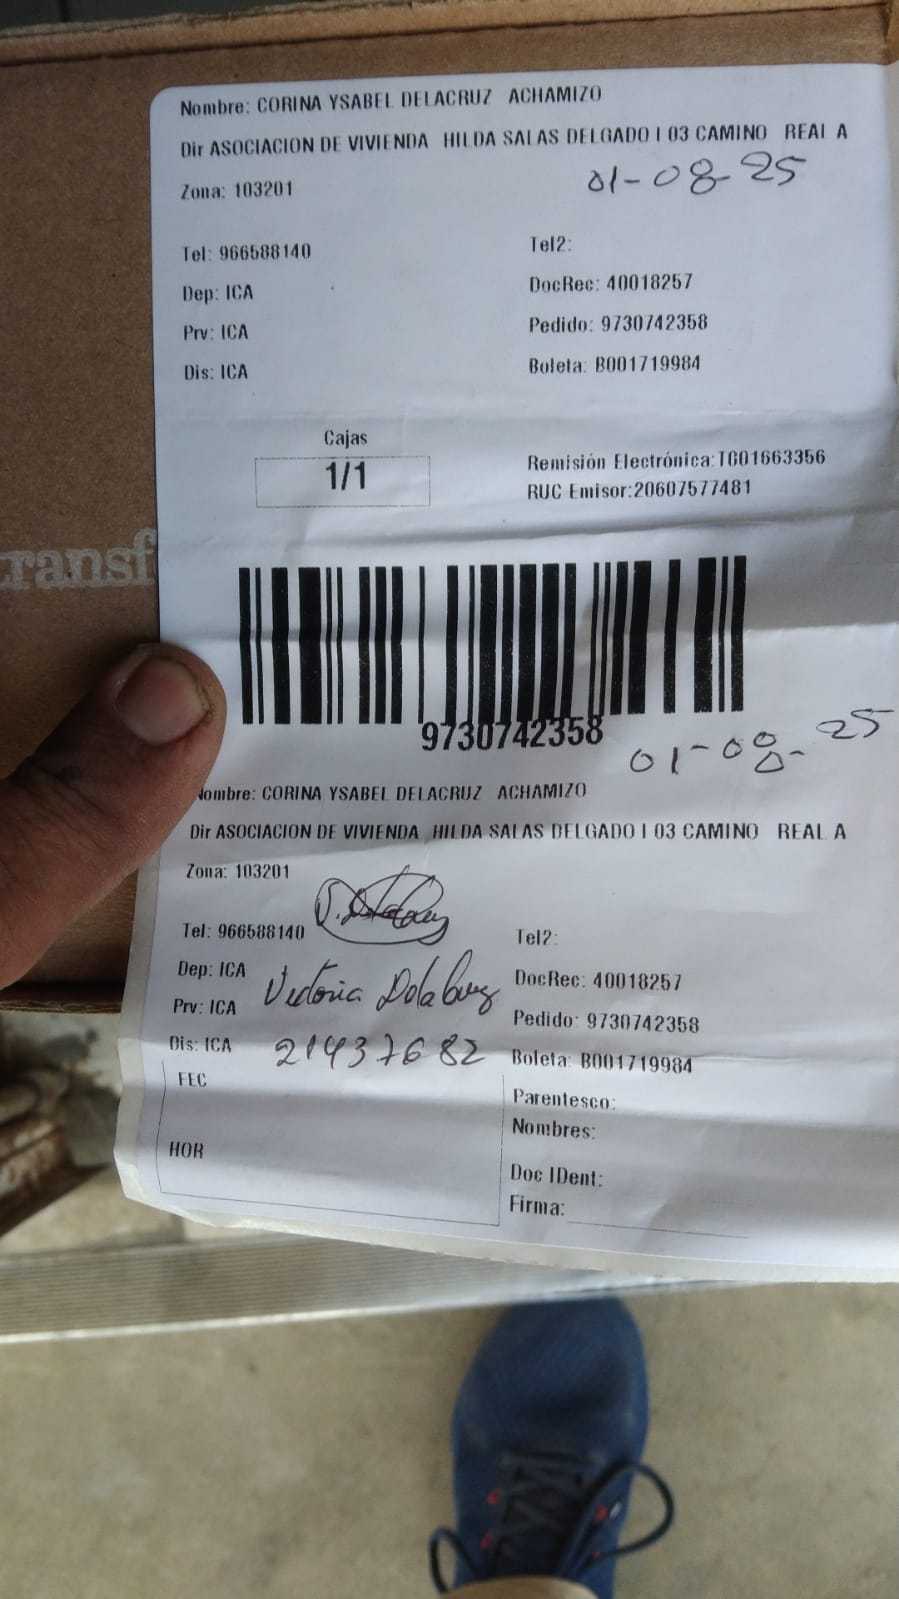 Nombre: CORINA YSABEL DELACRUZ ACHAMIZO
Dir ASOCIACION DE VIVIENDA HILDA SALAS DELGADO I 03 CAMINO REAL A
01-08-25
Zona: 103201
Tel: 966588140 Tel2:
Dep: ICA DocRec: 40018257
Prv: ICA Pedido: 9730742358
Dis: ICA Boleta: B001719984
Cajas
1/1
Remisión Electrónica:TG01663356
RUC Emisor:20607577481
transf
9730742358
01-08-25
Nombre: CORINA YSABEL DELACRUZ ACHAMIZO
Dir ASOCIACION DE VIVIENDA HILDA SALAS DELGADO I 03 CAMINO REAL A
Zona: 103201
Tel: 966588140 Tel2:
Dep: ICA DocRec: 40018257
Prv: ICA Victoria Pedido: 9730742358
Dis: ICA 21437682 Boleta: B001719984
FEC Parentesco:
Nombres:
HOR Doc IDent:
Firma: